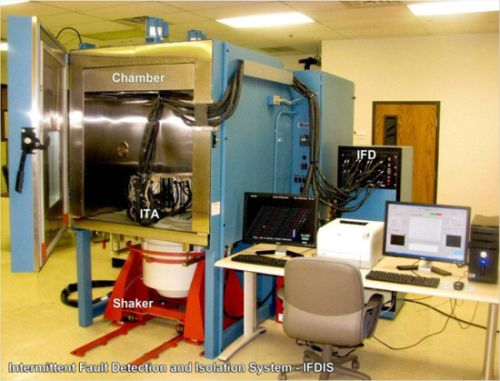 Chamber
IFD
ITA
Shaker
Intermittent Fault Detection and Isolation System - IFDIS